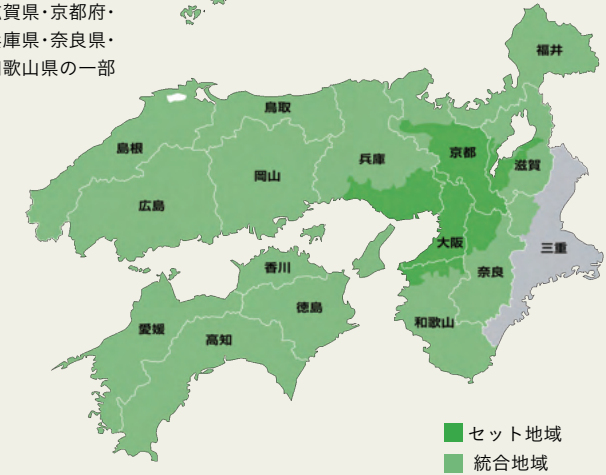 滋賀県・京都府・
兵庫県・奈良県・
和歌山県の一部
福井
鳥取
島根
兵庫
京都
滋賀
岡山
広島
大阪
三重
香川
奈良
徳島
和歌山
愛媛
高知
セット地域
統合地域